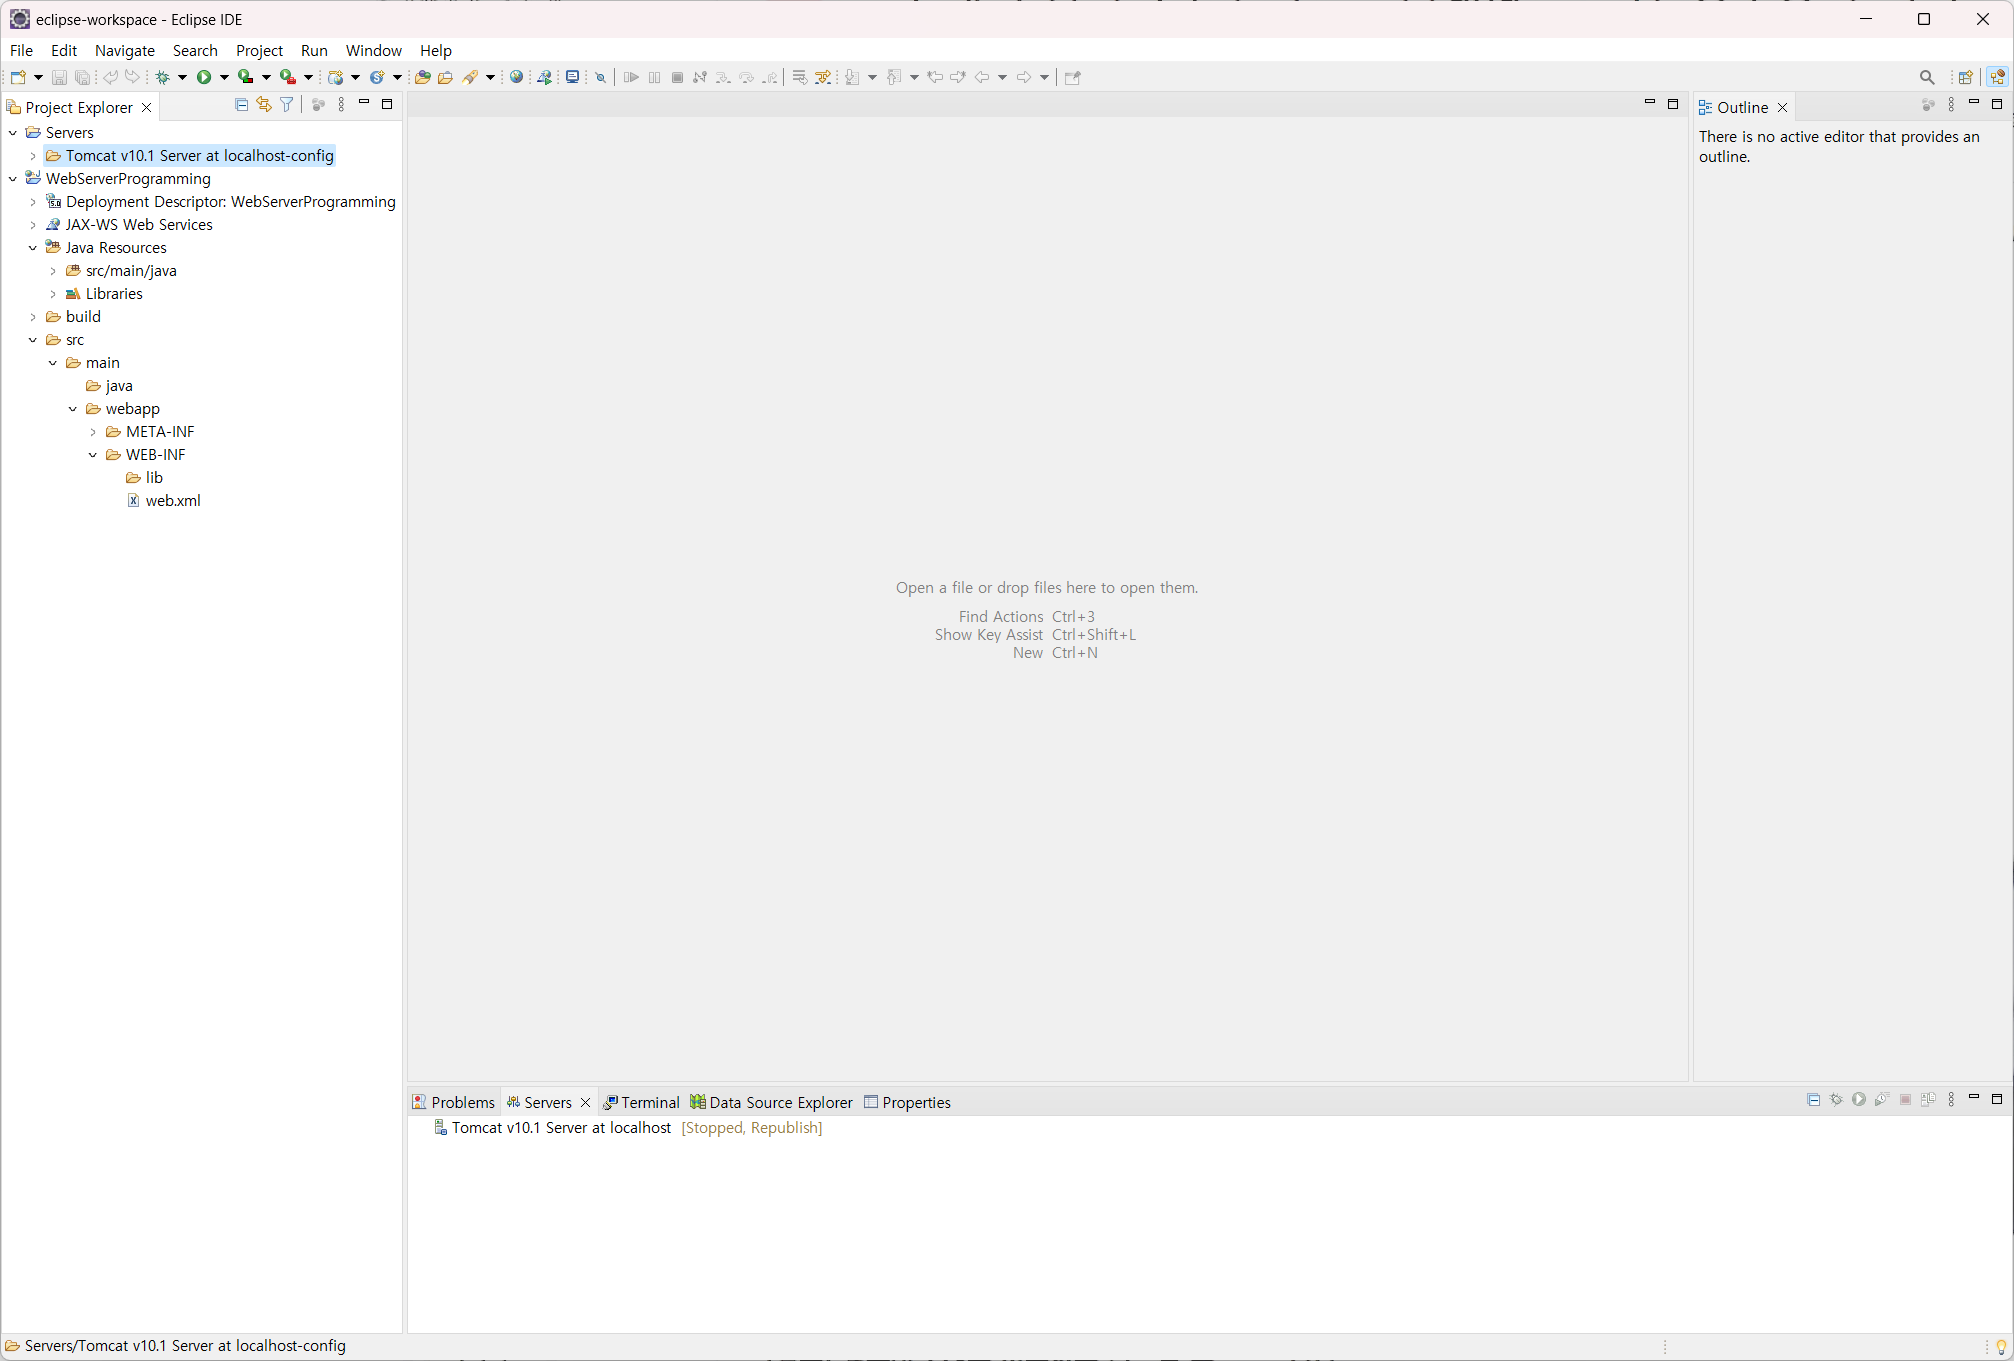 eclipse-workspace - Eclipse IDE
File Edit Navigate Search Project Run Window Help
Project Explorer
Servers
Tomcat v10.1 Server at localhost-config
WebServerProgramming
Deployment Descriptor: WebServerProgramming
JAX-WS Web Services
Java Resources
src/main/java
Libraries
build
src
main
java
webapp
META-INF
WEB-INF
lib
web.xml
Open a file or drop files here to open them.
Find Actions Ctrl+3
Show Key Assist Ctrl+Shift+L
New Ctrl+N
Outline
There is no active editor that provides an
outline.
Problems Servers Terminal Data Source Explorer Properties
Tomcat v10.1 Server at localhost [Stopped, Republish]
Servers/Tomcat v10.1 Server at localhost-config